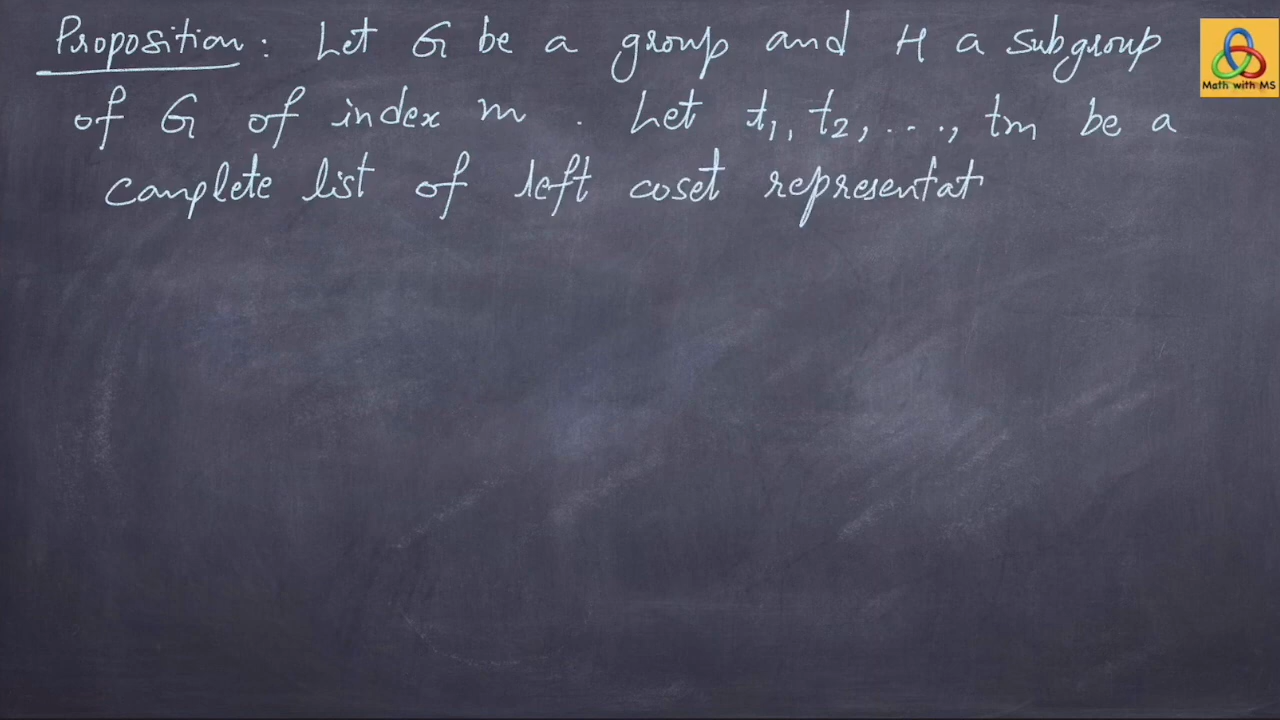 Proposition : Let G be a group and H a subgroup
of G of index m . Let t1, t2, ..., tm be a
complete list of left coset representat
Math with MS